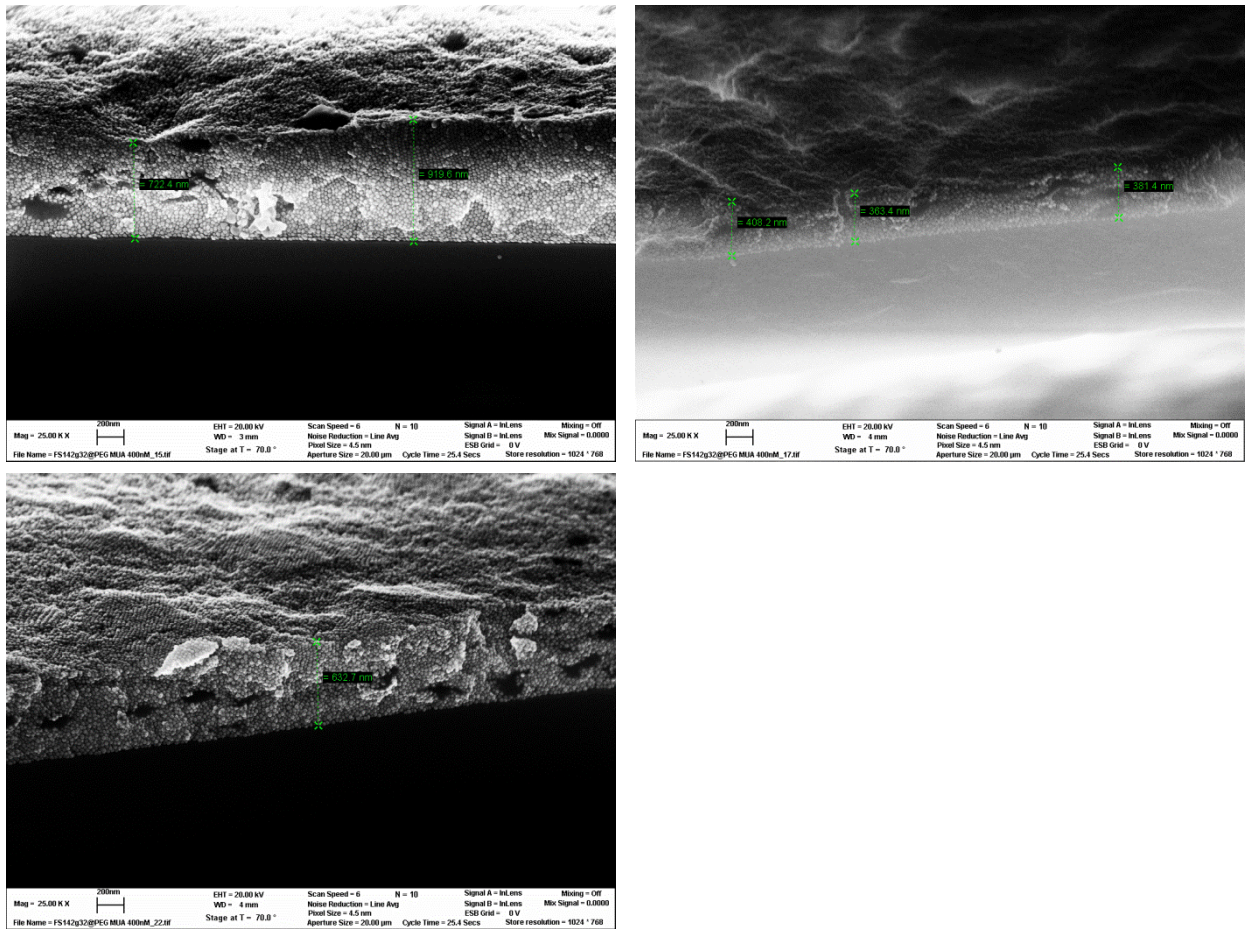 = 919.6 nm
= 722.4 nm
200nm
Mag = 25.00 K X
EHT = 20.00 kV
WD = 3 mm
Stage at T = 70.0 °
Scan Speed = 6 N = 10
Noise Reduction = Line Avg
Pixel Size = 4.5 nm
Aperture Size = 20.00 µm Cycle Time = 25.4 Secs
Signal A = InLens Mixing = Off
Signal B = InLens Mix Signal = 0.0000
ESB Grid = 0 V
Store resolution = 1024 * 768
File Name = FS142g32@PEG MUA 400nM_15.tif
= 381.4 nm
= 363.4 nm
= 408.2 nm
200nm
Mag = 25.00 K X
EHT = 20.00 kV
WD = 4 mm
Stage at T = 70.0 °
Scan Speed = 6 N = 10
Noise Reduction = Line Avg
Pixel Size = 4.5 nm
Aperture Size = 20.00 µm Cycle Time = 25.4 Secs
Signal A = InLens Mixing = Off
Signal B = InLens Mix Signal = 0.0000
ESB Grid = 0 V
Store resolution = 1024 * 768
File Name = FS142g32@PEG MUA 400nM_17.tif
= 632.7 nm
200nm
Mag = 25.00 K X
EHT = 20.00 kV
WD = 4 mm
Stage at T = 70.0 °
Scan Speed = 6 N = 10
Noise Reduction = Line Avg
Pixel Size = 4.5 nm
Aperture Size = 20.00 µm Cycle Time = 25.4 Secs
Signal A = InLens Mixing = Off
Signal B = InLens Mix Signal = 0.0000
ESB Grid = 0 V
Store resolution = 1024 * 768
File Name = FS142g32@PEG MUA 400nM_22.tif